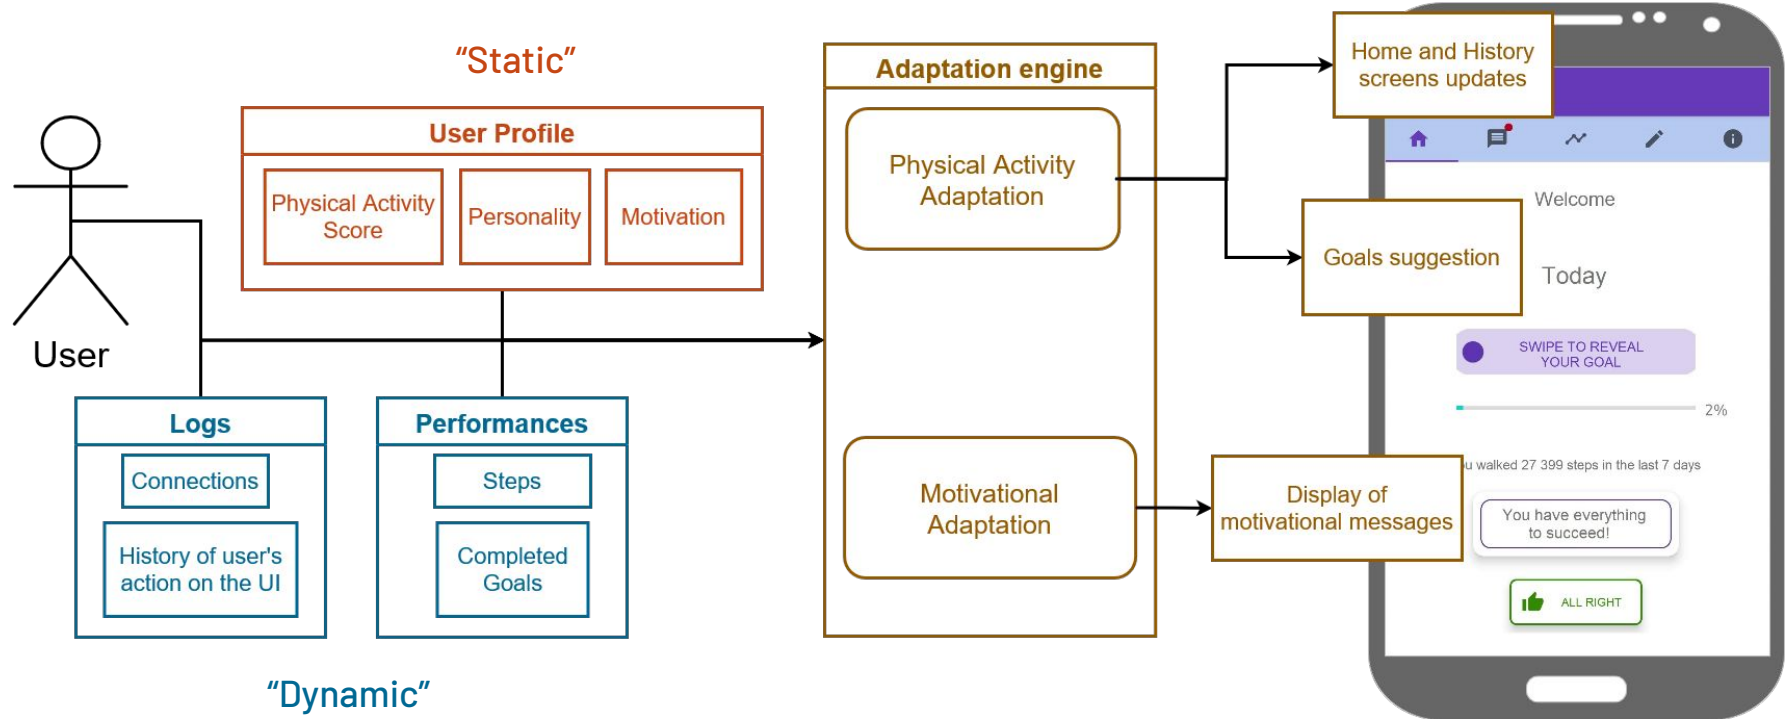 “Static”
User Profile
Physical Activity
Score
Personality
Motivation
User
Logs
Connections
History of user's
action on the UI
Performances
Steps
Completed
Goals
“Dynamic”
Adaptation engine
Physical Activity
Adaptation
Motivational
Adaptation
Home and History
screens updates
Goals suggestion
Display of
motivational messages
Welcome
Today
SWIPE TO REVEAL
YOUR GOAL
2%
u walked 27 399 steps in the last 7 days
You have everything
to succeed!
ALL RIGHT